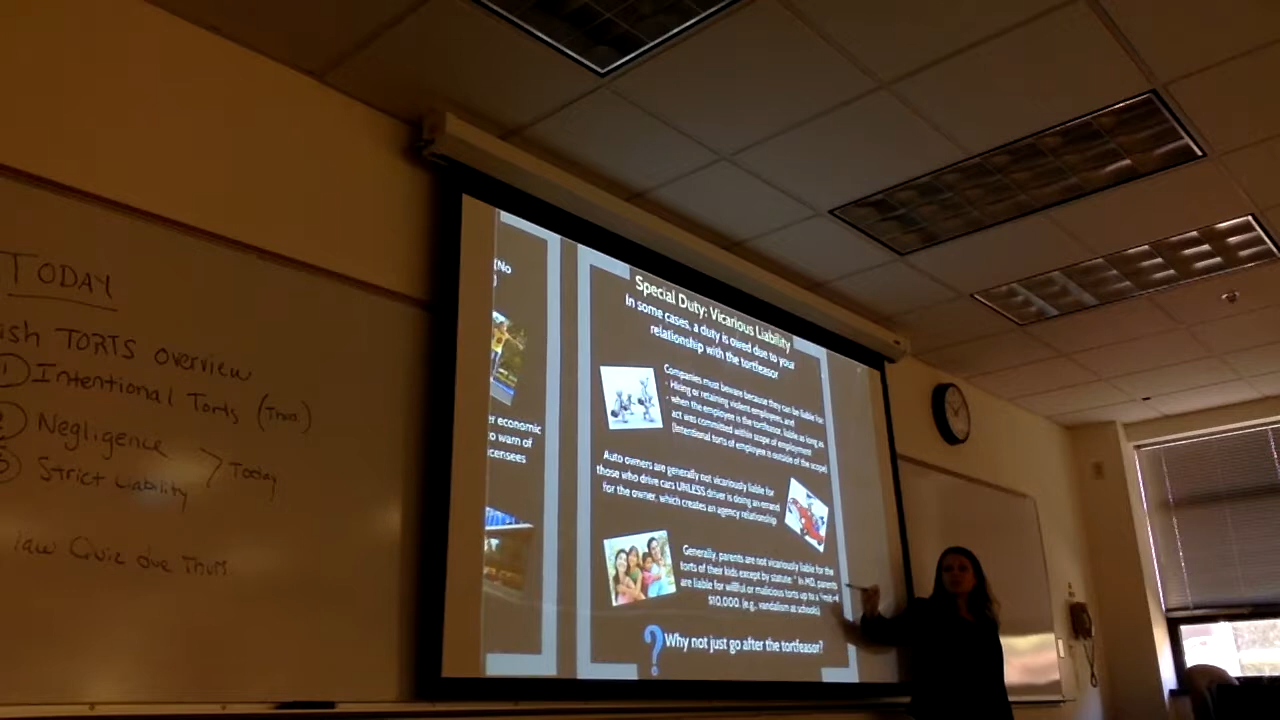 TODAY
ish TORTS overview
① Intentional Torts (Thu.)
② Negligence
③ Strict Liability
> Today
law Quiz due Thurs.
(No
)
er economic
o warn of
censees
Special Duty: Vicarious Liability
In some cases, a duty is owed due to your
relationship with the tortfeasor
Companies must beware because they can be liable for:
• Hiring or retaining violent employees, and
• when the employee is the tortfeasor, liable as long as
act was committed within scope of employment
(Intentional torts of employee is outside of the scope)
Auto owners are generally not vicariously liable for
those who drive cars UNLESS driver is doing an errand
for the owner, which creates an agency relationship
Generally, parents are not vicariously liable for the
torts of their kids except by statute. " In MD, parents
are liable for willful or malicious torts up to a limit of
$10,000. (e.g., vandalism at schools)
? Why not just go after the tortfeasor?